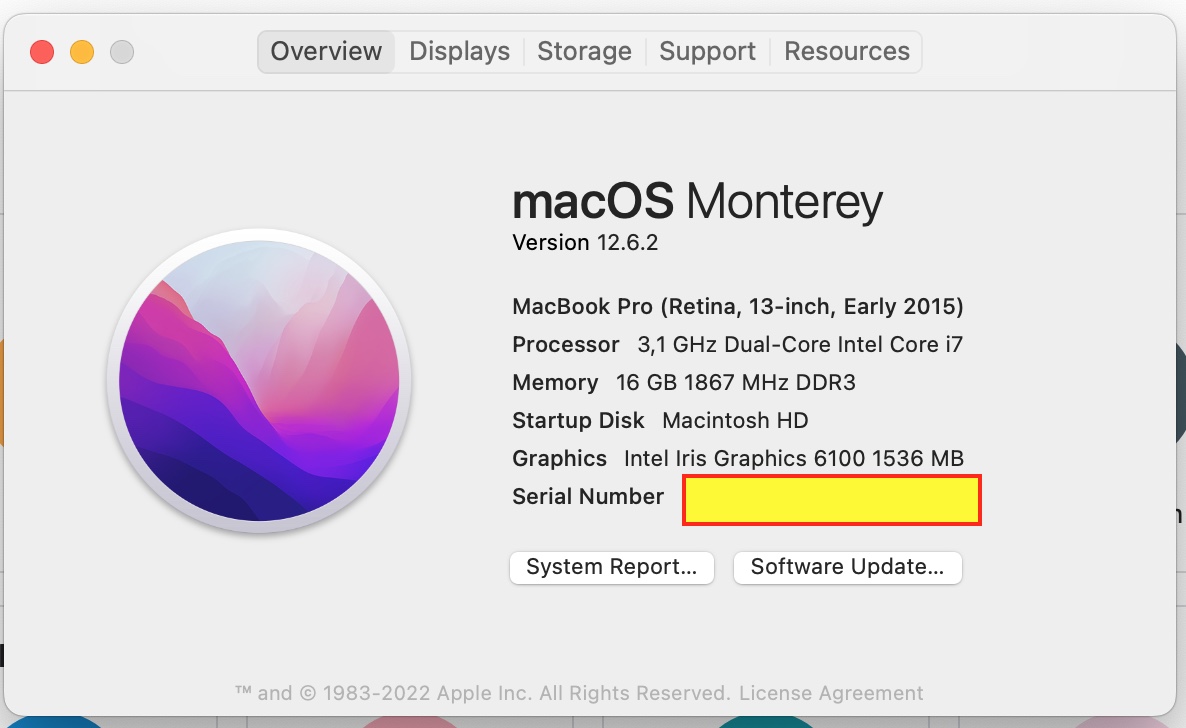 Overview Displays Storage Support Resources
macOS Monterey
Version 12.6.2
MacBook Pro (Retina, 13-inch, Early 2015)
Processor 3,1 GHz Dual-Core Intel Core i7
Memory 16 GB 1867 MHz DDR3
Startup Disk Macintosh HD
Graphics Intel Iris Graphics 6100 1536 MB
Serial Number
System Report... Software Update...
™ and © 1983-2022 Apple Inc. All Rights Reserved. License Agreement